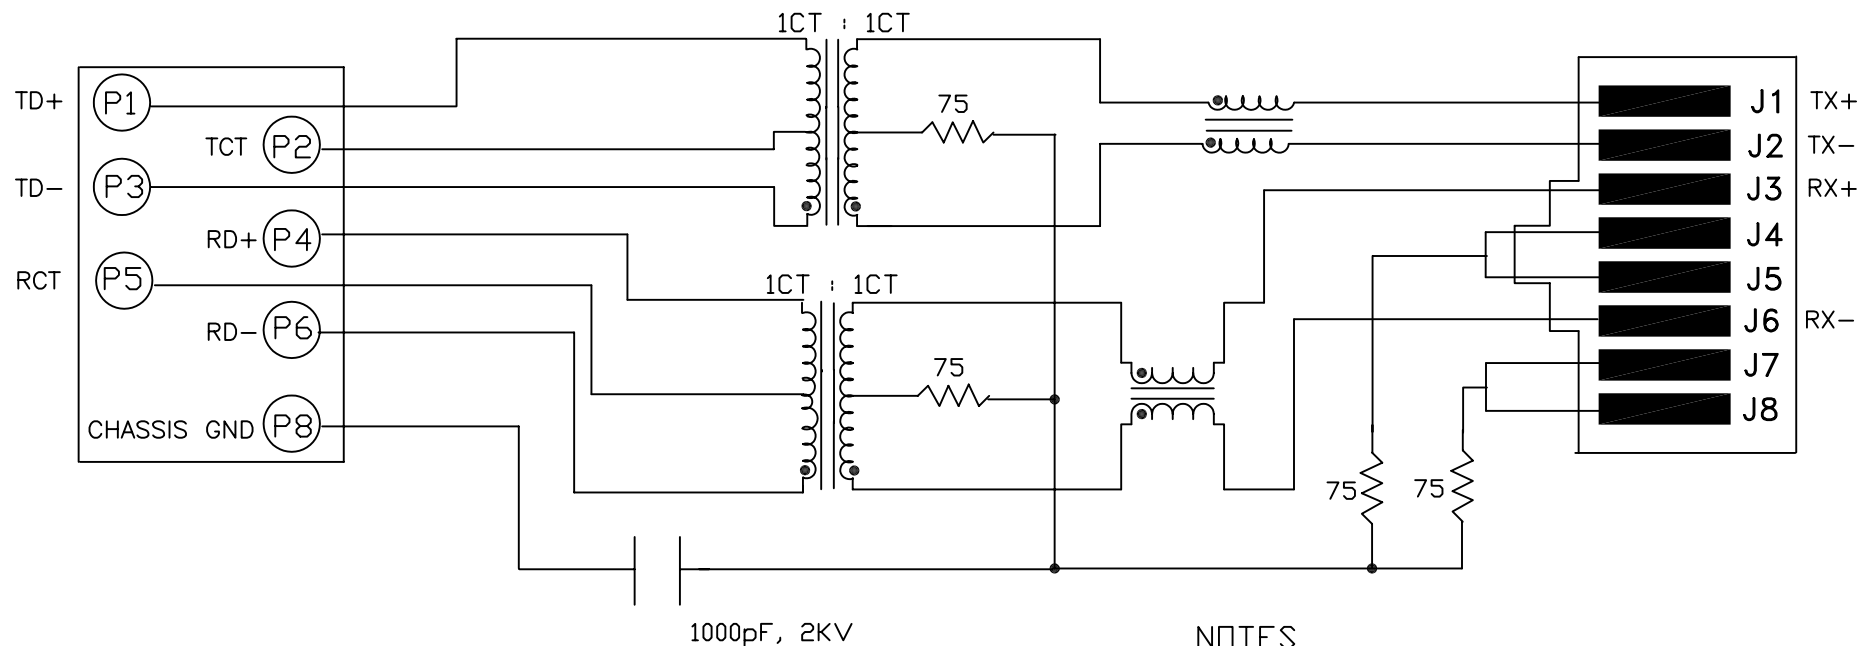 1CT : 1CT
TD+ P1
TCT P2
TD- P3
RD+ P4
RCT P5
RD- P6
CHASSIS GND P8
75
1CT : 1CT
75
75
75
1000pF, 2KV
J1 TX+
J2 TX-
J3 RX+
J4
J5
J6 RX-
J7
J8
NOTES